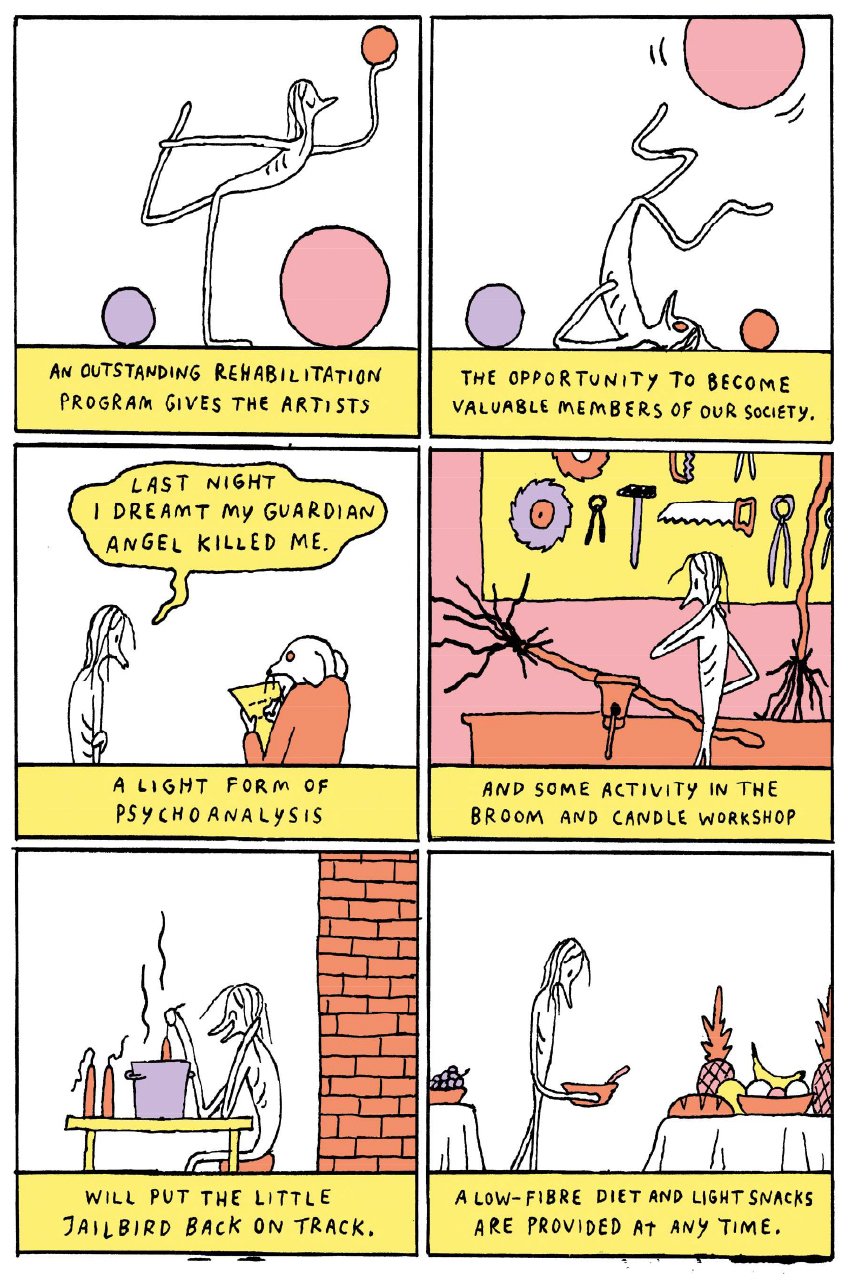 AN OUTSTANDING REHABILITATION
PROGRAM GIVES THE ARTISTS
THE OPPORTUNITY TO BECOME
VALUABLE MEMBERS OF OUR SOCIETY.
LAST NIGHT
I DREAMT MY GUARDIAN
ANGEL KILLED ME.
A LIGHT FORM OF
PSYCHOANALYSIS
AND SOME ACTIVITY IN THE
BROOM AND CANDLE WORKSHOP
WILL PUT THE LITTLE
JAILBIRD BACK ON TRACK.
A LOW-FIBRE DIET AND LIGHT SNACKS
ARE PROVIDED AT ANY TIME.